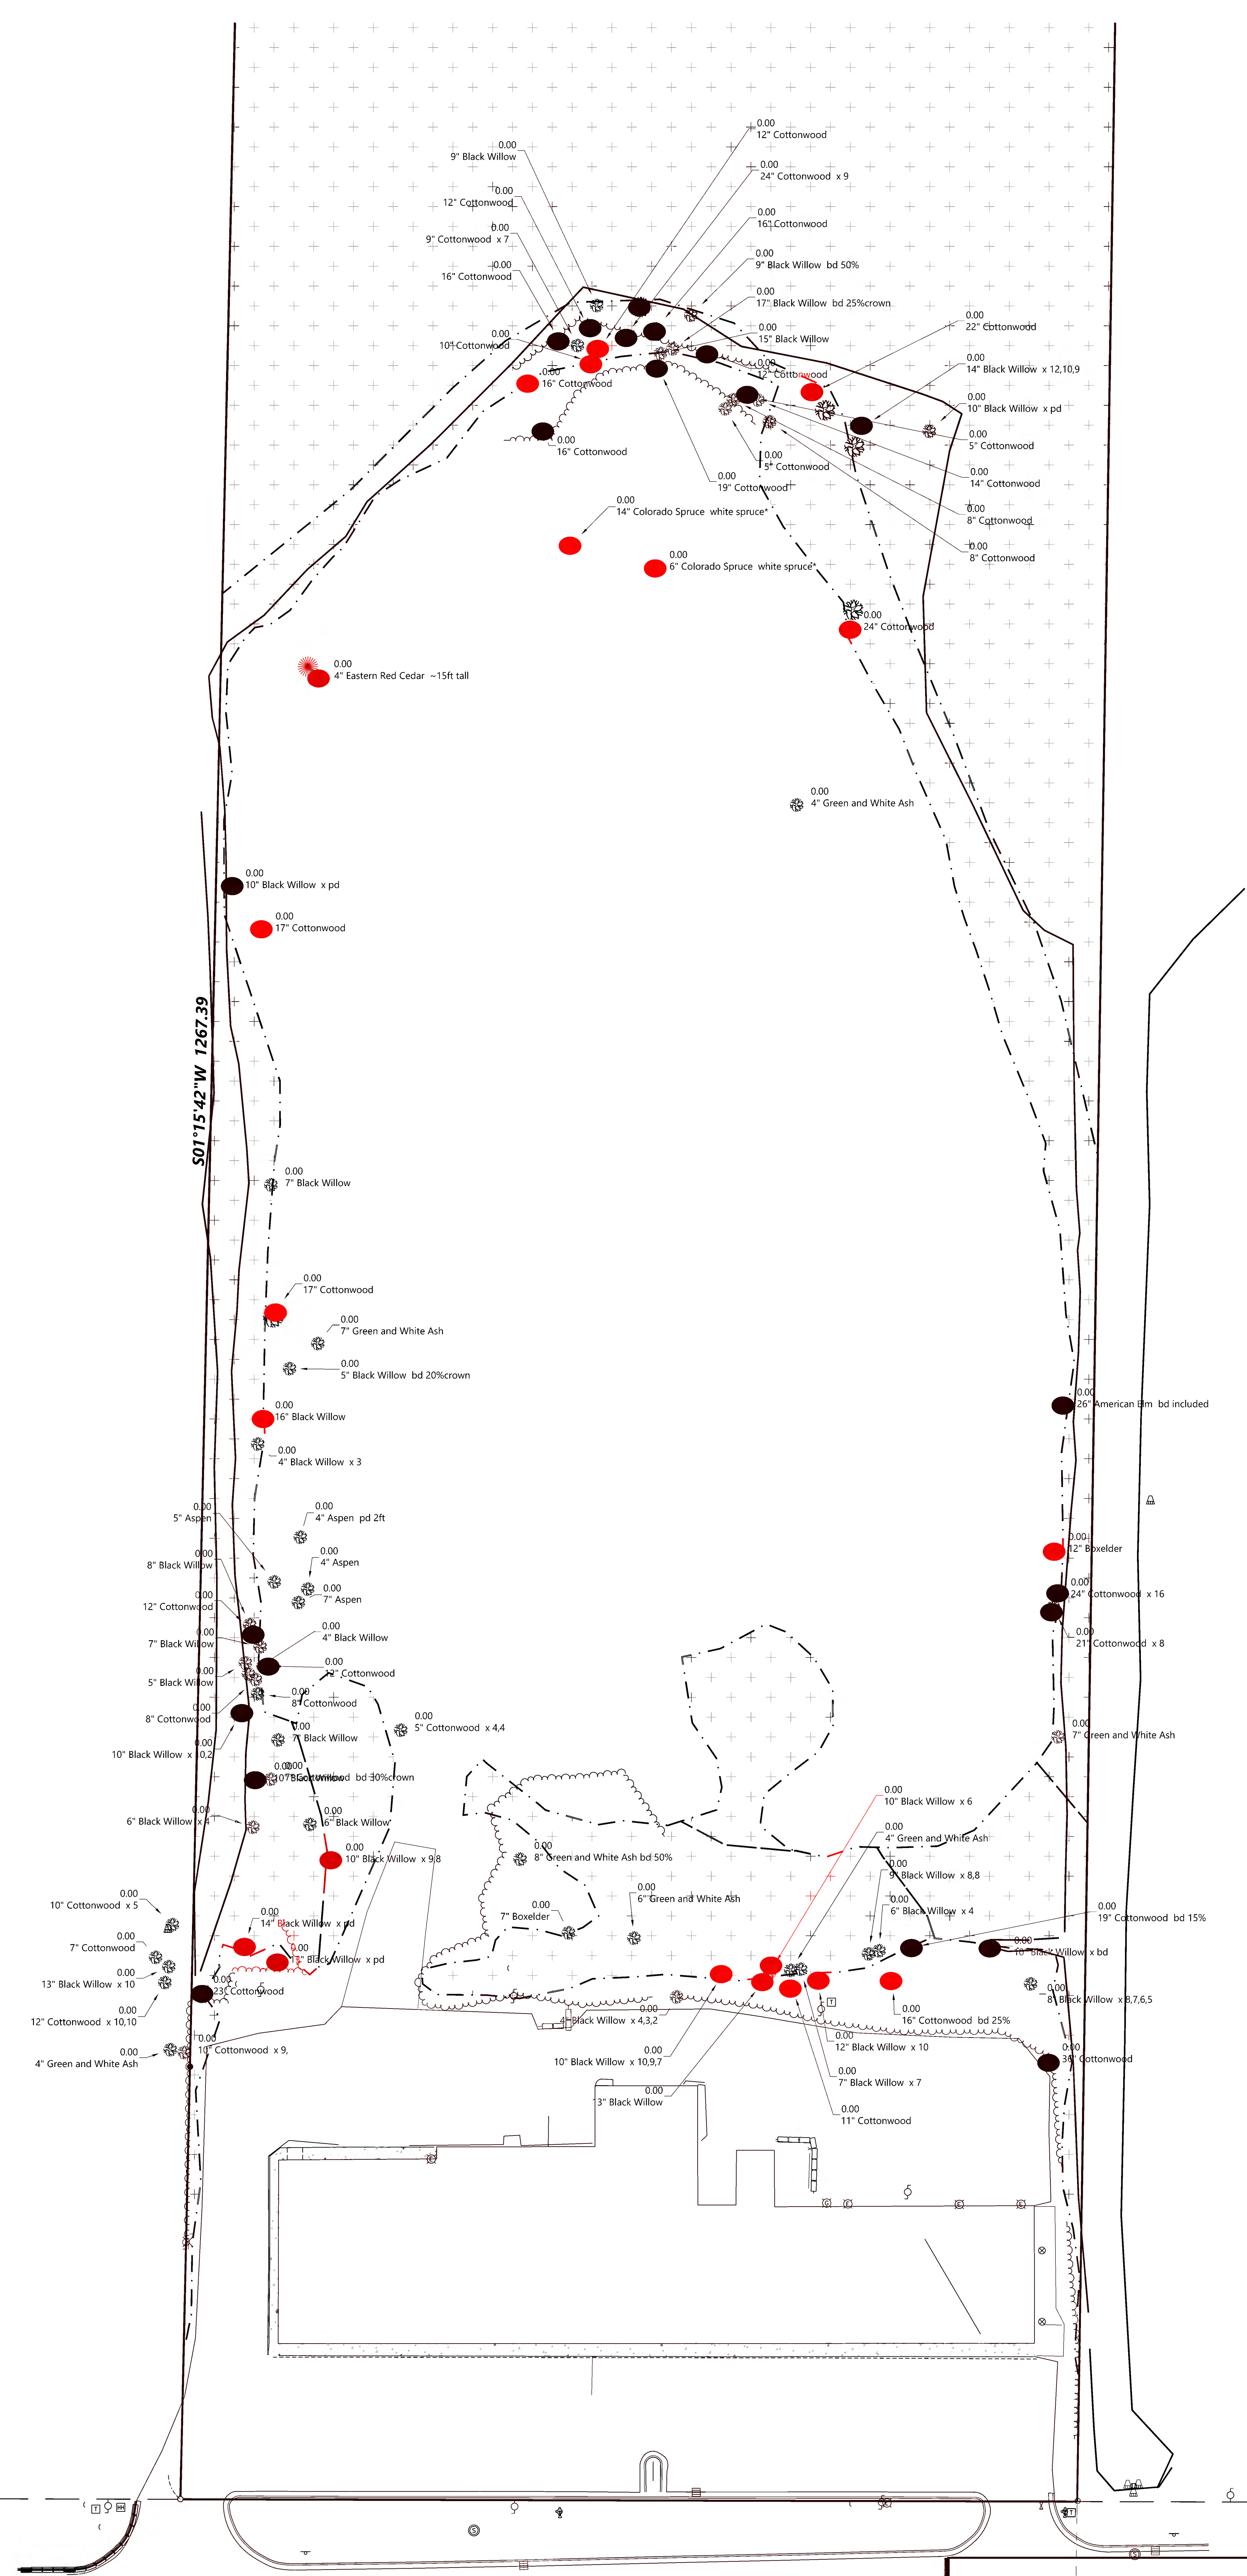 0.00
12" Cottonwood
0.00
9" Black Willow
0.00
24" Cottonwood x 9
0.00
12" Cottonwood
0.00
16" Cottonwood
0.00
9" Cottonwood x 7
0.00
9" Black Willow bd 50%
0.00
16" Cottonwood
0.00
17" Black Willow bd 25%crown
0.00
22" Cottonwood
0.00
15" Black Willow
0.00
10" Cottonwood
0.00
12" Cottonwood
0.00
14" Black Willow x 12,10,9
0.00
16" Cottonwood
0.00
10" Black Willow x pd
0.00
5" Cottonwood
0.00
16" Cottonwood
0.00
5" Cottonwood
0.00
14" Cottonwood
0.00
19" Cottonwood
0.00
14" Colorado Spruce white spruce*
0.00
8" Cottonwood
0.00
8" Cottonwood
0.00
6" Colorado Spruce white spruce*
0.00
24" Cottonwood
0.00
4" Eastern Red Cedar ~15ft tall
0.00
4" Green and White Ash
0.00
10" Black Willow x pd
0.00
17" Cottonwood
S01°15'42"W 1267.39
0.00
7" Black Willow
0.00
17" Cottonwood
0.00
7" Green and White Ash
0.00
5" Black Willow bd 20%crown
0.00
26" American Elm bd included
0.00
16" Black Willow
0.00
4" Black Willow x 3
0.00
5" Aspen
0.00
4" Aspen pd 2ft
0.00
12" Boxelder
0.00
8" Black Willow
0.00
4" Aspen
0.00
7" Aspen
0.00
24" Cottonwood x 16
0.00
12" Cottonwood
0.00
7" Black Willow
0.00
4" Black Willow
0.00
21" Cottonwood x 8
0.00
5" Black Willow
0.00
12" Cottonwood
0.00
8" Cottonwood
0.00
8" Cottonwood
0.00
5" Cottonwood x 4,4
0.00
7" Green and White Ash
0.00
7" Black Willow
0.00
10" Black Willow x 10,2
0.00
0.00
0.00
10" Black Willow x 6
0.00
6" Black Willow x 4
0.00
6" Black Willow
0.00
4" Green and White Ash
0.00
10" Black Willow x 9,8
0.00
8" Green and White Ash bd 50%
0.00
9" Black Willow x 8,8
0.00
10" Cottonwood x 5
0.00
6" Green and White Ash
0.00
6" Black Willow x 4
0.00
19" Cottonwood bd 15%
0.00
14" Black Willow x pd
0.00
7" Boxelder
0.00
7" Cottonwood
0.00
Black Willow x pd
0.00
Black Willow x bd
0.00
13" Black Willow x 10
0.00
23" Cottonwood
0.00
8" Black Willow x 8,7,6,5
0.00
12" Cottonwood x 10,10
0.00
4" Black Willow x 4,3,2
0.00
16" Cottonwood bd 25%
0.00
10" Cottonwood x 9,
0.00
12" Black Willow x 10
0.00
4" Green and White Ash
0.00
10" Black Willow x 10,9,7
0.00
36" Cottonwood
0.00
7" Black Willow x 7
0.00
13" Black Willow
0.00
11" Cottonwood
T
G
E
E
E
T
HH
T
S
S